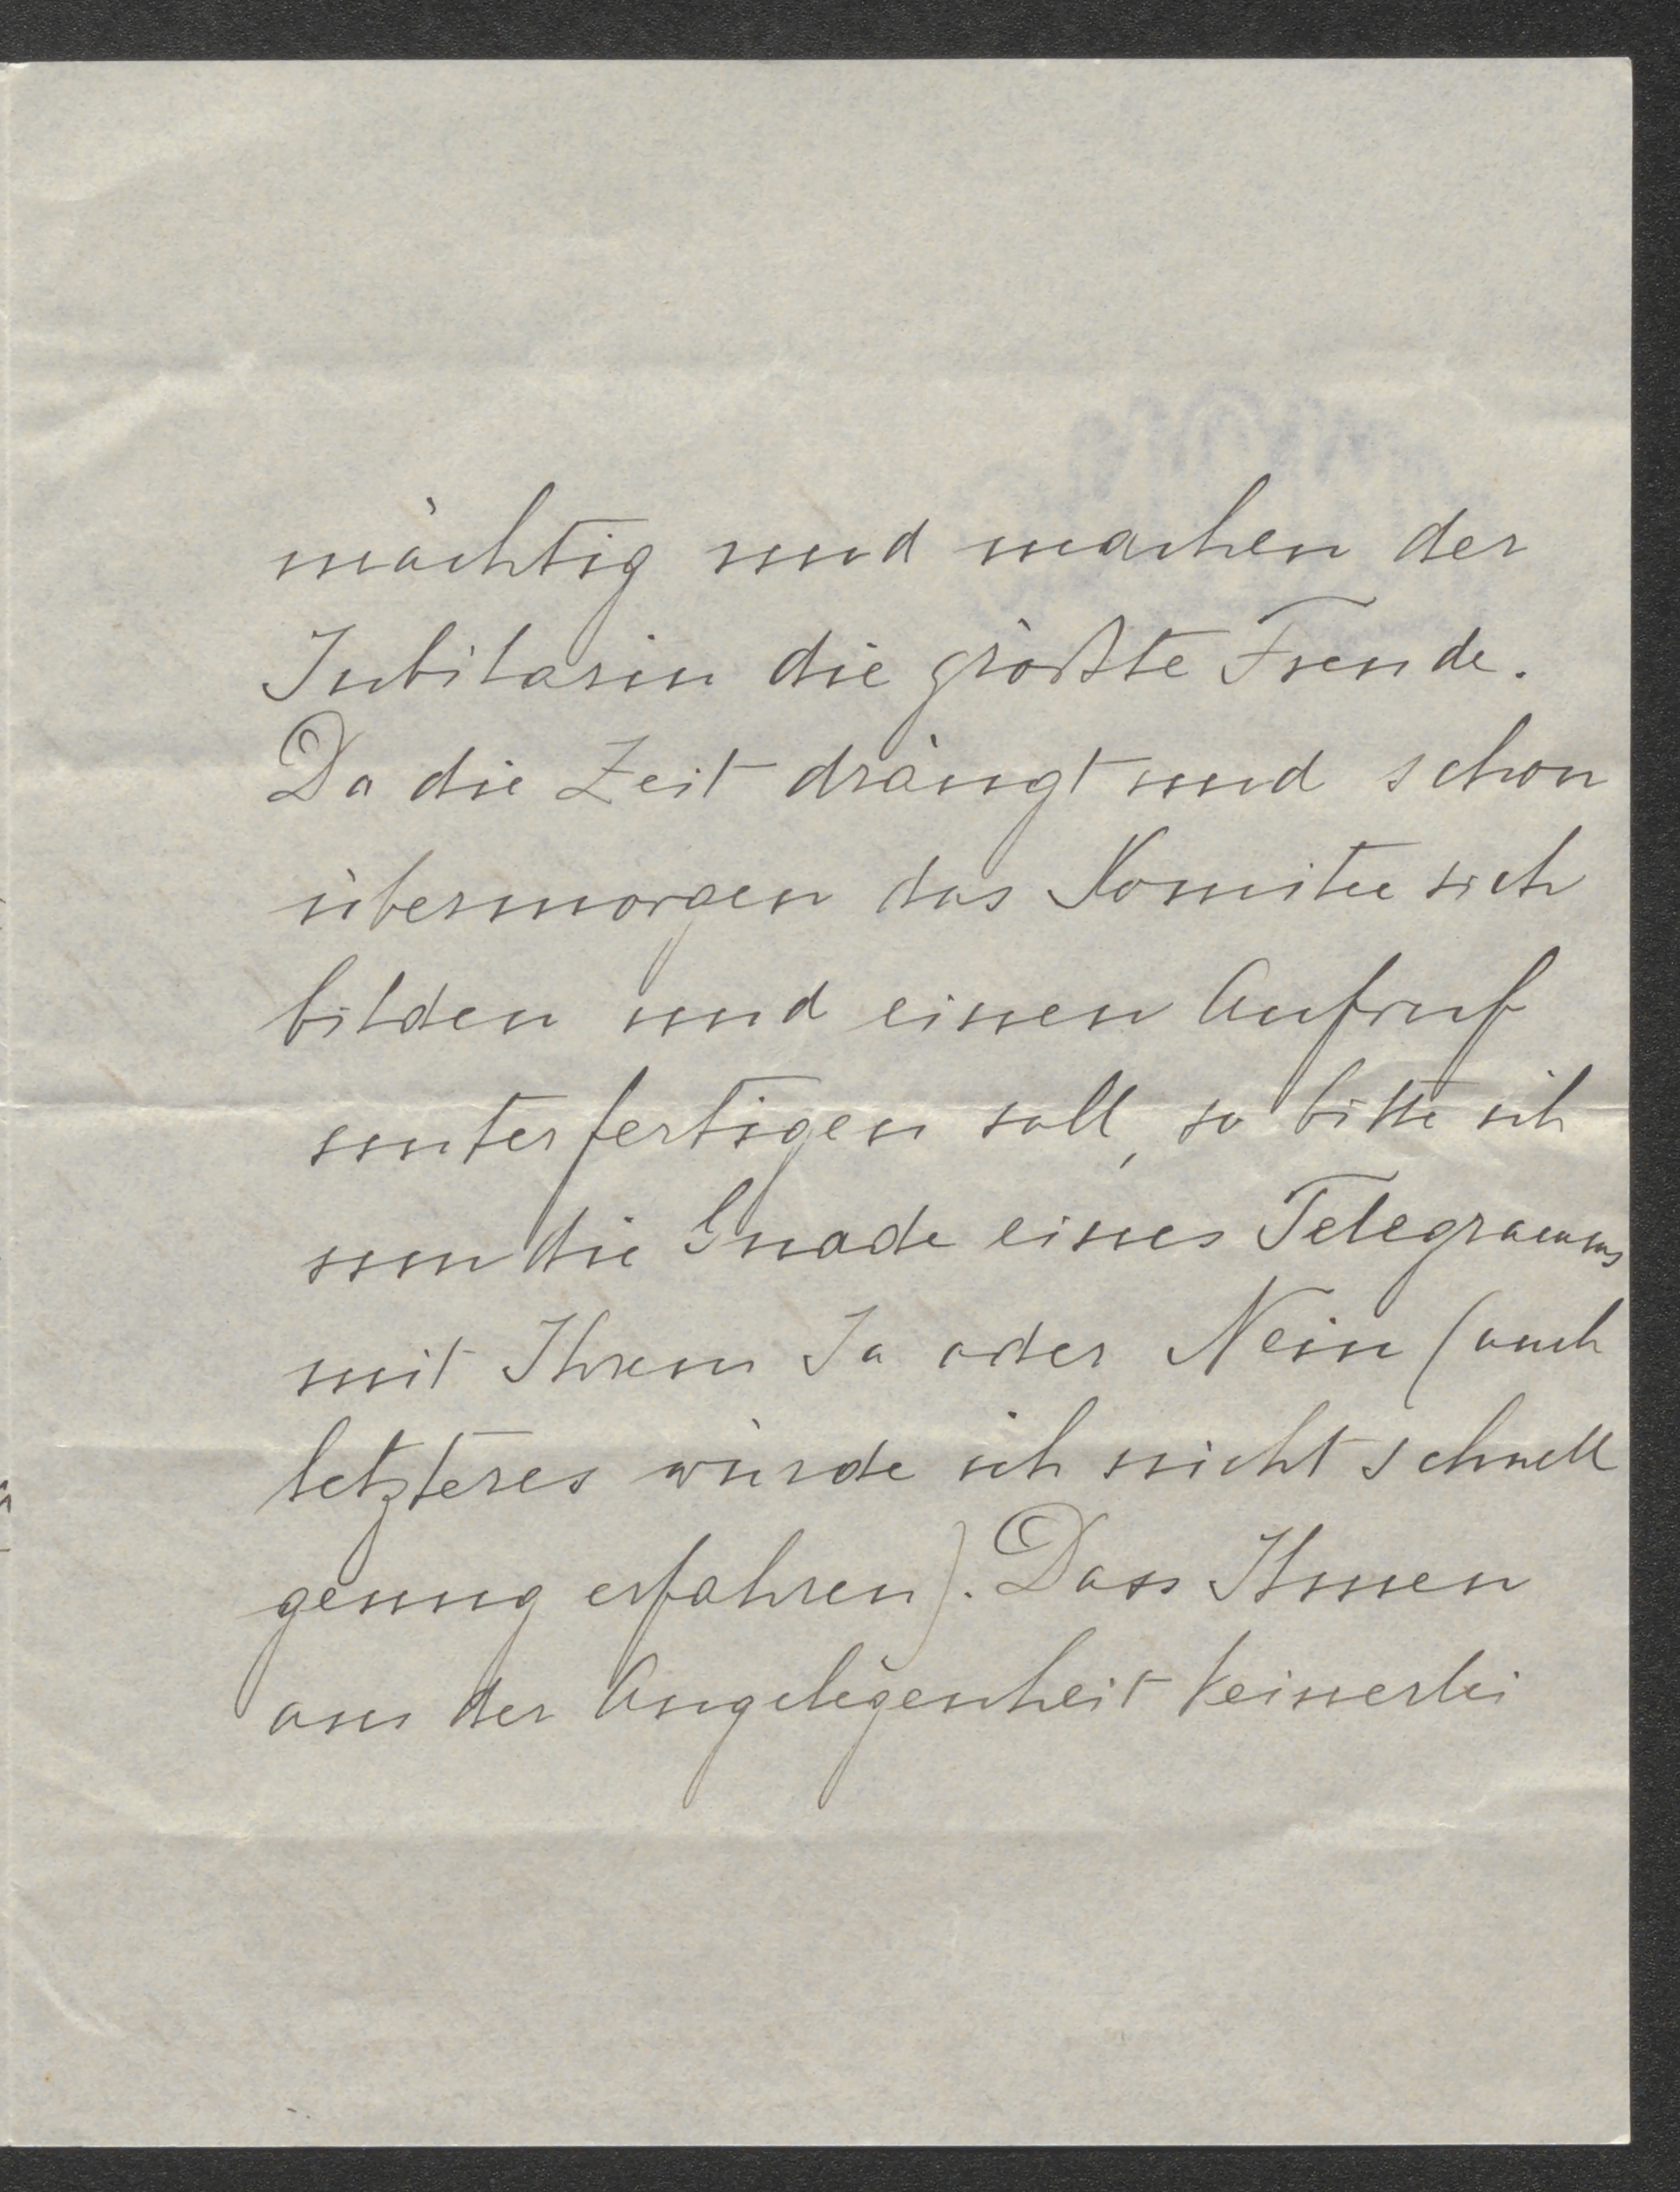 mächtig und machen der
Jubilarin die größte Freude.
Da die Zeit drängt und schon
übermorgen das Komitee sich
bilden und einen Aufruf
unterfertigen soll, so bitte ich
um die Gnade eines Telegramms
mit Ihrem Ja oder Nein (auch
letzteres würde ich nicht schnell
genug erfahren). Dass Ihnen
aus der Angelegenheit keinerlei